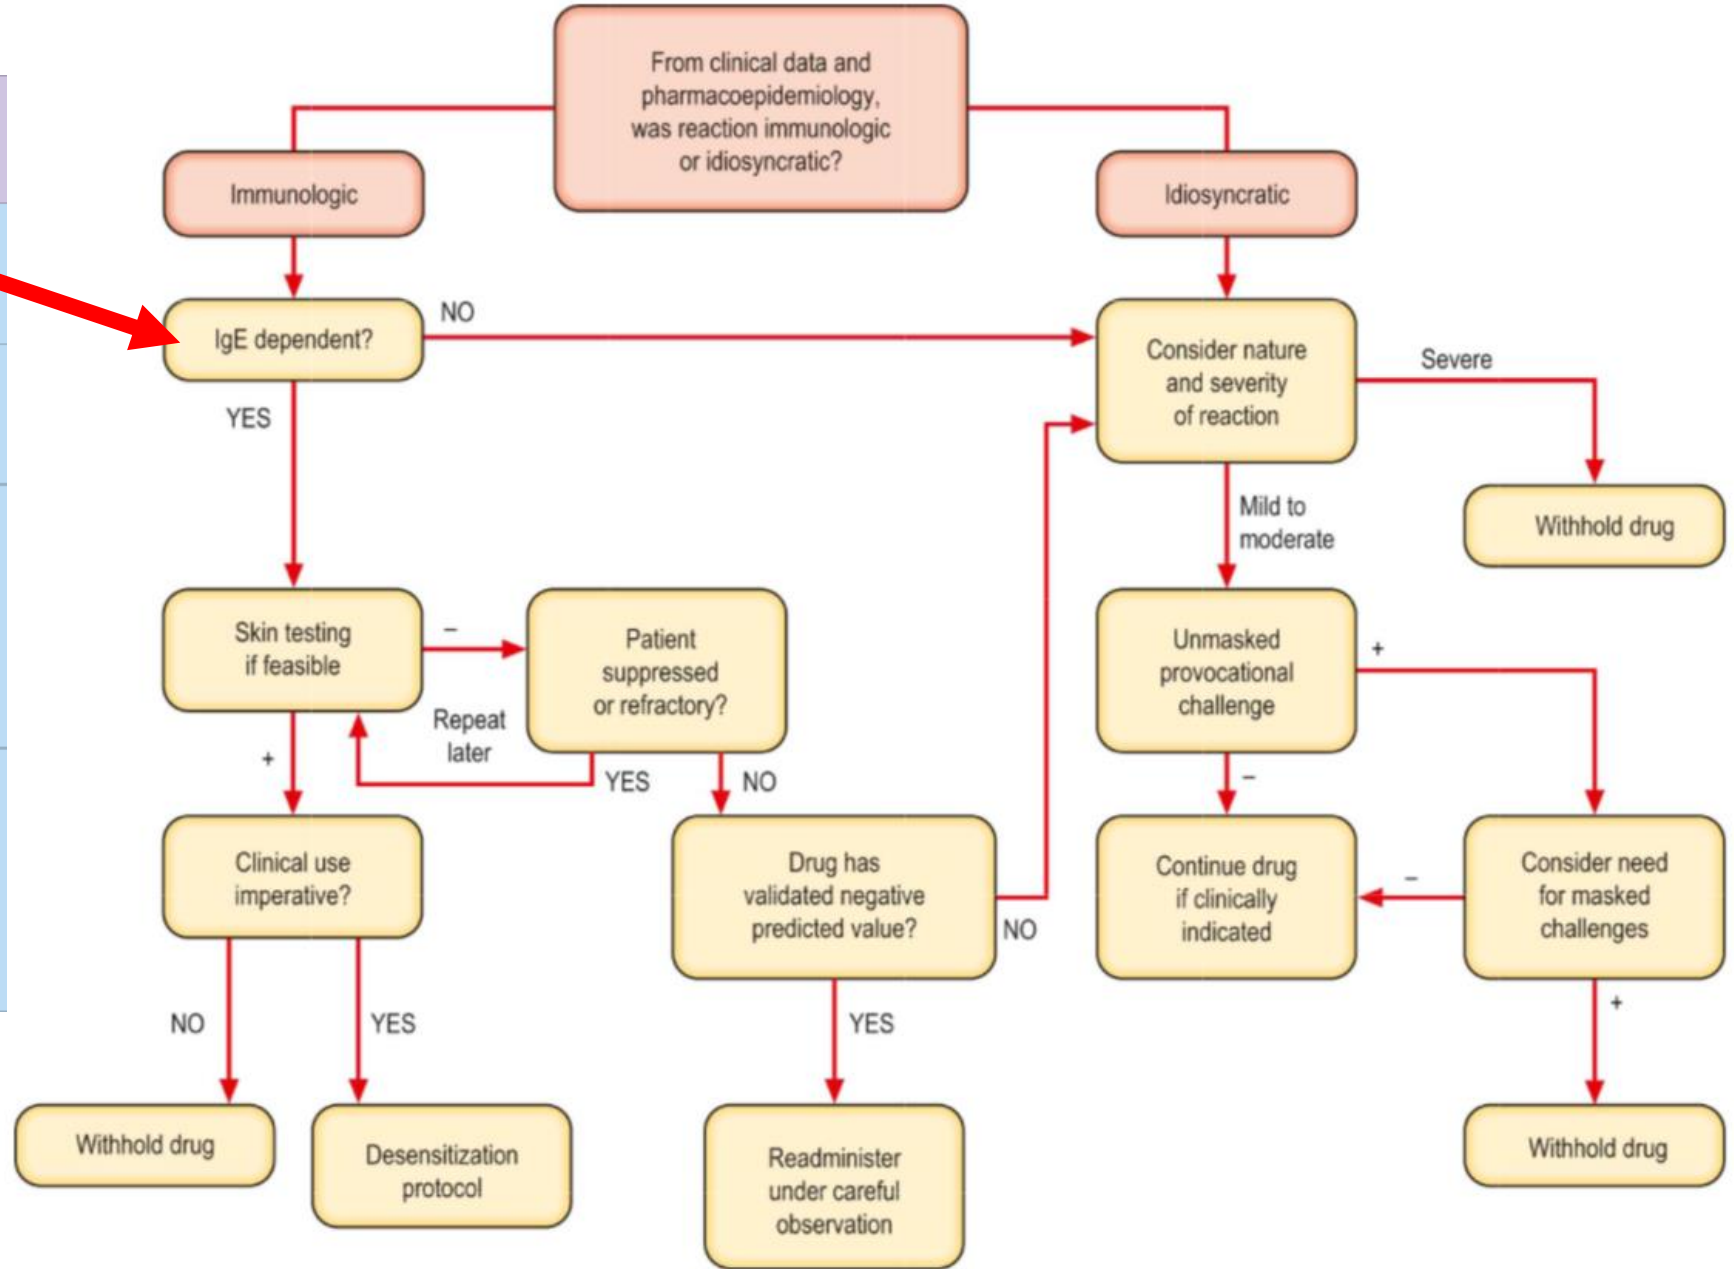 From clinical data and
pharmacoepidemiology,
was reaction immunologic
or idiosyncratic?
Immunologic
Idiosyncratic
IgE dependent?
NO
YES
Consider nature
and severity
of reaction
Severe
Withhold drug
Mild to
moderate
Skin testing
if feasible
–
Patient
suppressed
or refractory?
Repeat
later
+
YES
NO
Unmasked
provocational
challenge
+
–
Clinical use
imperative?
Drug has
validated negative
predicted value?
NO
Continue drug
if clinically
indicated
–
Consider need
for masked
challenges
NO
YES
YES
+
Withhold drug
Desensitization
protocol
Readminister
under careful
observation
Withhold drug